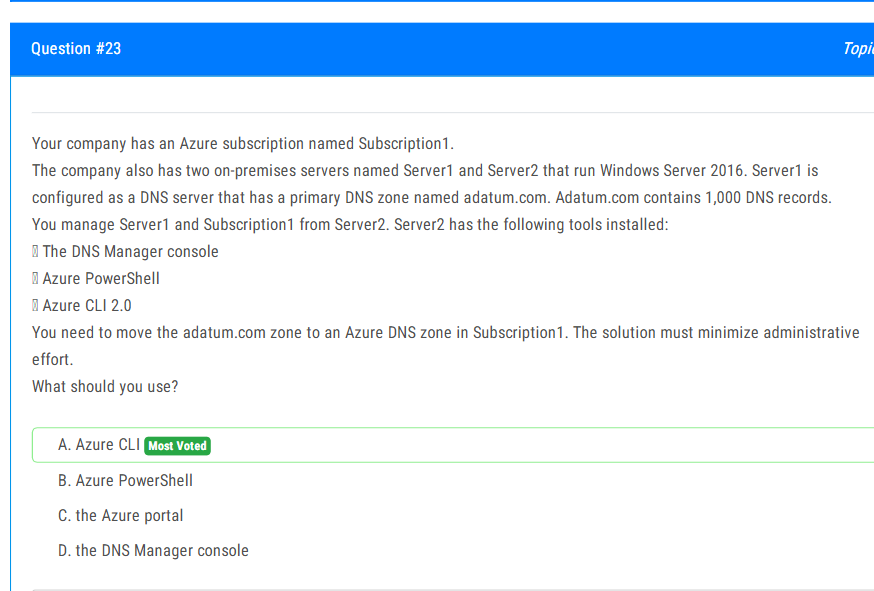 Question #23
Your company has an Azure subscription named Subscription1.
The company also has two on-premises servers named Server1 and Server2 that run Windows Server 2016. Server1 is
configured as a DNS server that has a primary DNS zone named adatum.com. Adatum.com contains 1,000 DNS records.
You manage Server1 and Subscription1 from Server2. Server2 has the following tools installed:
The DNS Manager console
Azure PowerShell
Azure CLI 2.0
You need to move the adatum.com zone to an Azure DNS zone in Subscription1. The solution must minimize administrative
effort.
What should you use?
A. Azure CLI Most Voted
B. Azure PowerShell
C. the Azure portal
D. the DNS Manager console